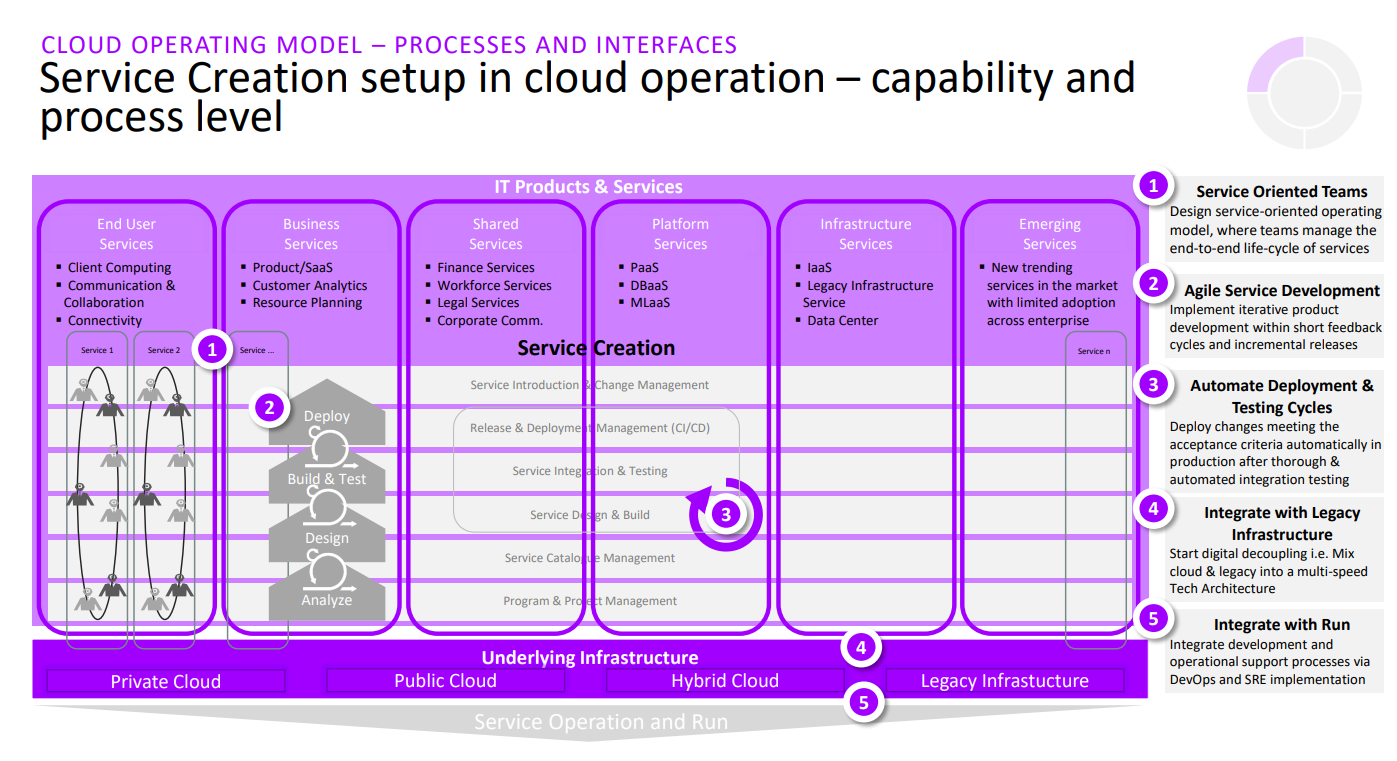 CLOUD OPERATING MODEL – PROCESSES AND INTERFACES
Service Creation setup in cloud operation – capability and
process level
IT Products & Services
End User
Services
▪ Client Computing
▪ Communication &
Collaboration
▪ Connectivity
Business
Services
▪ Product/SaaS
▪ Customer Analytics
▪ Resource Planning
Shared
Services
▪ Finance Services
▪ Workforce Services
▪ Legal Services
▪ Corporate Comm.
Platform
Services
▪ PaaS
▪ DBaaS
▪ MLaaS
Infrastructure
Services
▪ IaaS
▪ Legacy Infrastructure
Service
▪ Data Center
Emerging
Services
▪ New trending
services in the market
with limited adoption
across enterprise
Service 1
Service 2
1
Service ...
Service Creation
Service n
2
Deploy
Build & Test
Design
Analyze
Service Introduction & Change Management
Release & Deployment Management (CI/CD)
Service Integration & Testing
Service Design & Build
3
Service Catalogue Management
Program & Project Management
4
Underlying Infrastructure
Private Cloud
Public Cloud
Hybrid Cloud
Legacy Infrastucture
5
Service Operation and Run
1
Service Oriented Teams
Design service-oriented operating
model, where teams manage the
end-to-end life-cycle of services
2
Agile Service Development
Implement iterative product
development within short feedback
cycles and incremental releases
3
Automate Deployment &
Testing Cycles
Deploy changes meeting the
acceptance criteria automatically in
production after thorough &
automated integration testing
4
Integrate with Legacy
Infrastructure
Start digital decoupling i.e. Mix
cloud & legacy into a multi-speed
Tech Architecture
5
Integrate with Run
Integrate development and
operational support processes via
DevOps and SRE implementation